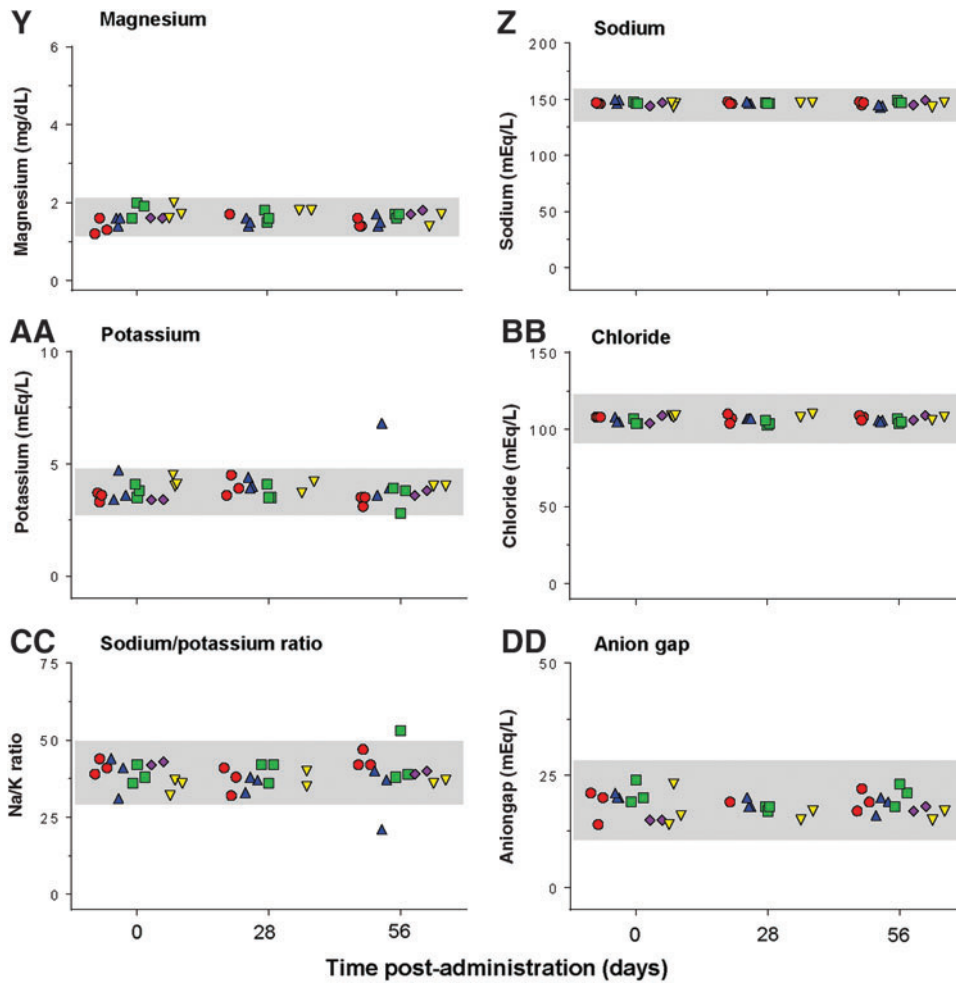 Y Magnesium
Magnesium (mg/dL)
6
4
2
0
Z Sodium
Sodium (mEq/L)
200
150
100
50
0
AA Potassium
Potassium (mEq/L)
10
5
0
BB Chloride
Chloride (mEq/L)
150
100
50
0
CC Sodium/potassium ratio
Na/K ratio
75
50
25
0
0 28 56
DD Anion gap
Aniongap (mEq/L)
50
25
0
0 28 56
Time post-administration (days)